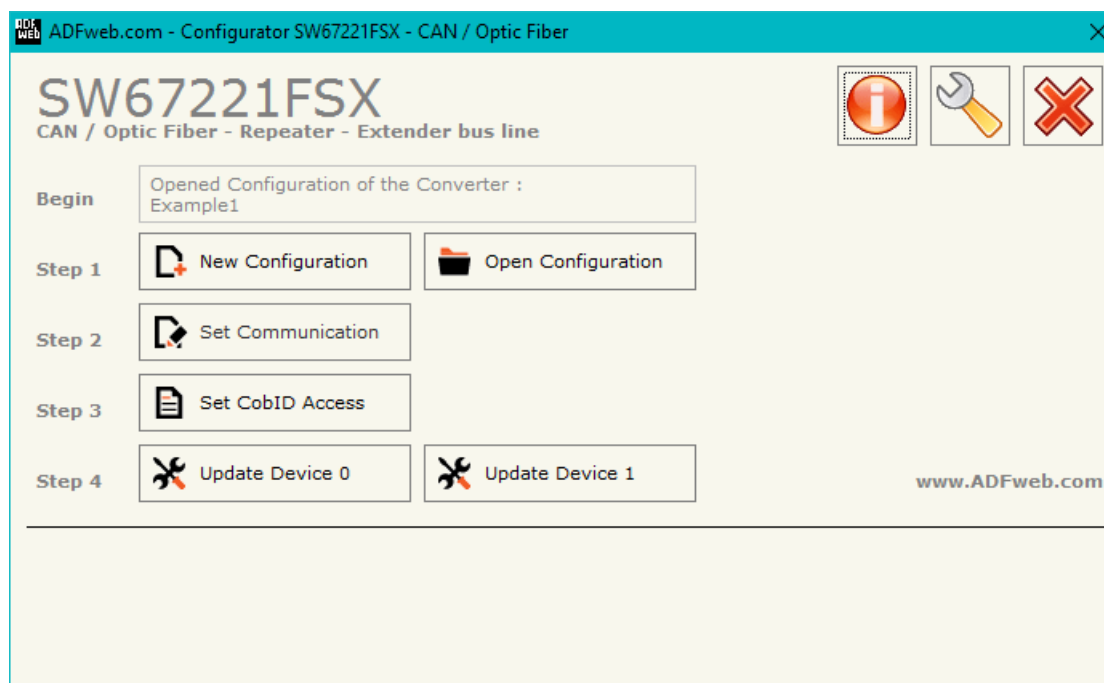 ADF
WEB
ADFweb.com - Configurator SW67221FSX - CAN / Optic Fiber
SW67221FSX
CAN / Optic Fiber - Repeater - Extender bus line
Begin
Opened Configuration of the Converter :
Example1
Step 1
New Configuration
Open Configuration
Step 2
Set Communication
Step 3
Set CobID Access
Step 4
Update Device 0
Update Device 1
www.ADFweb.com